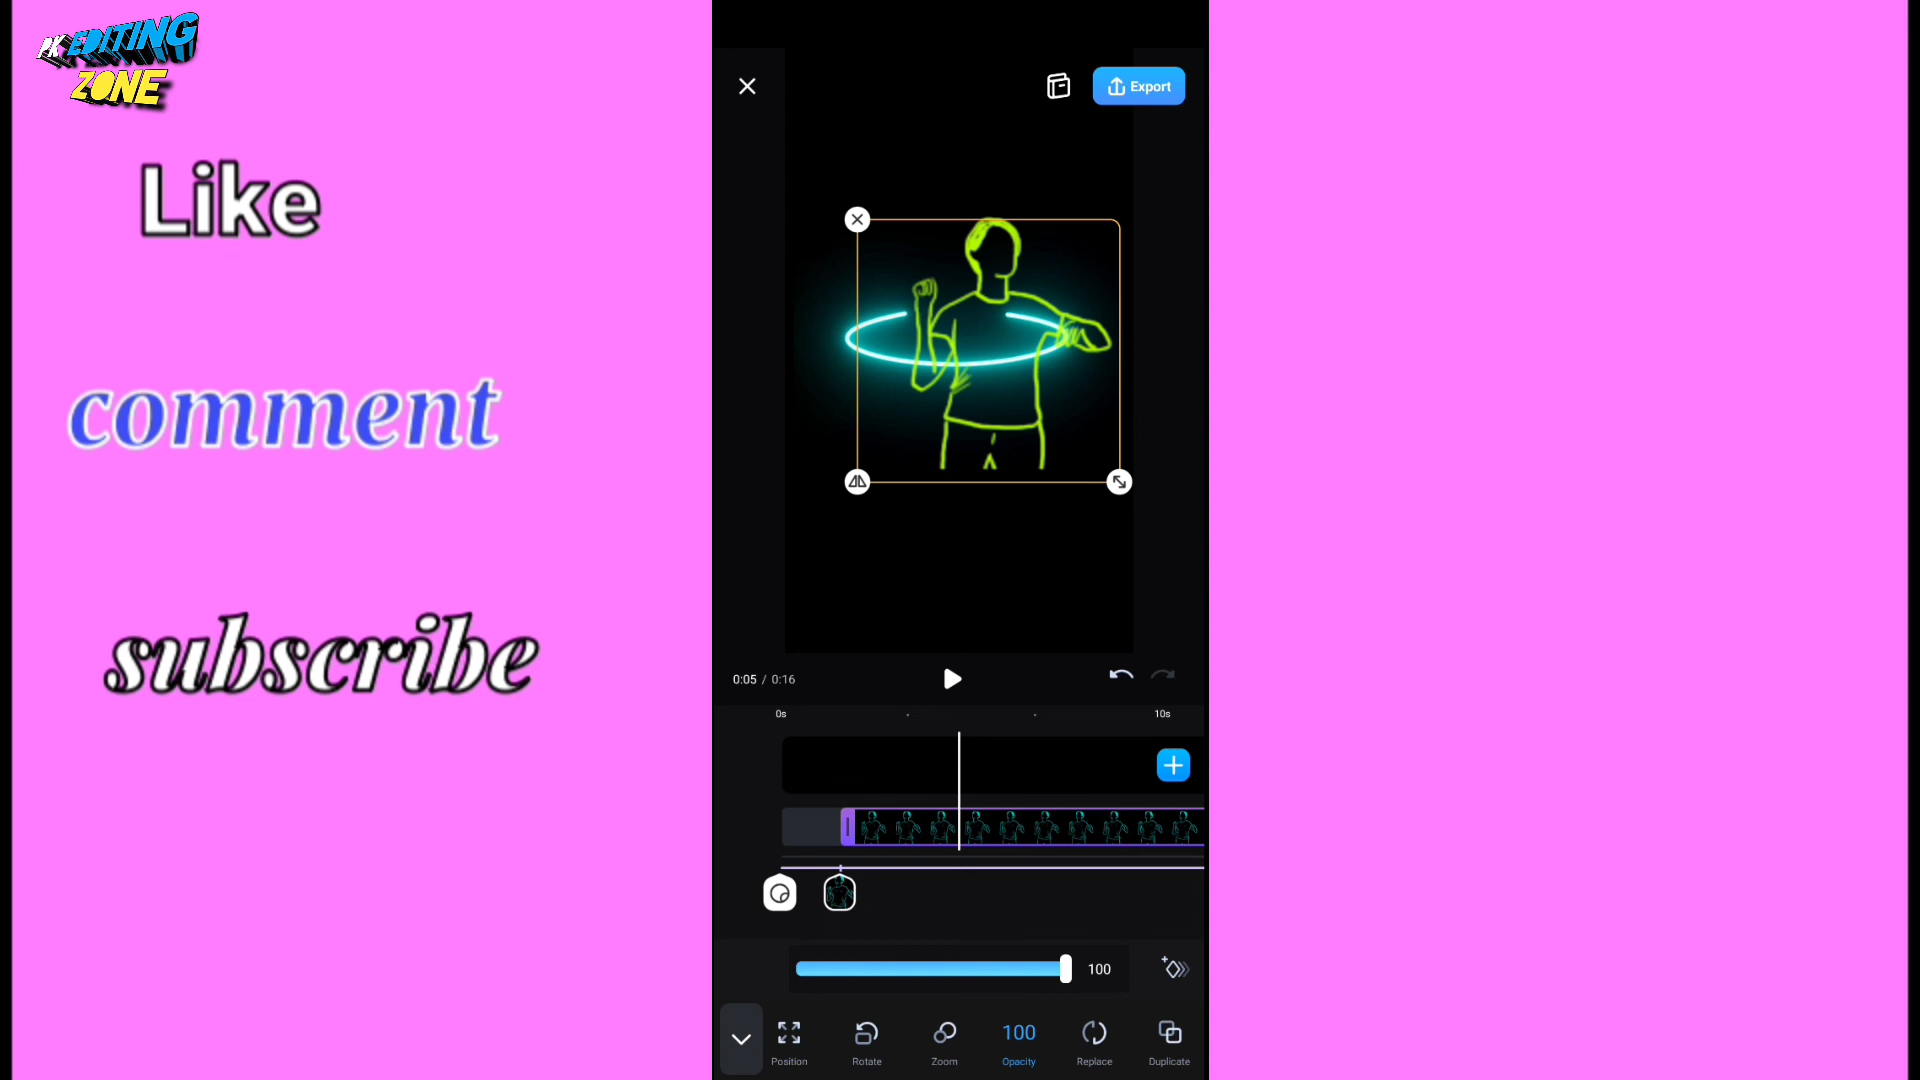 PK EDITING
ZONE
Like
comment
subscribe
Export
0:05 / 0:16
0s
10s
100
100
Position
Rotate
Zoom
Opacity
Replace
Duplicate